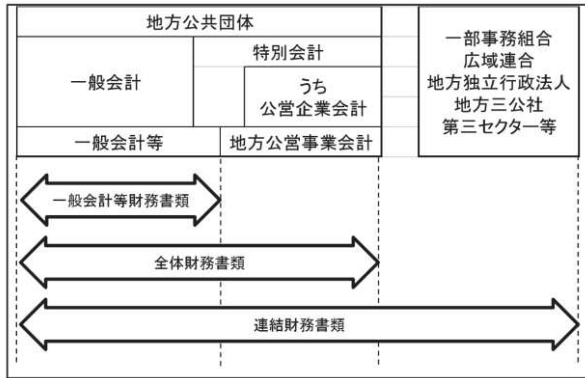 地方公共団体
一般会計
特別会計
うち
公営企業会計
一般会計等
地方公営事業会計
一部事務組合
広域連合
地方独立行政法人
地方三公社
第三セクター等
一般会計等財務書類
全体財務書類
連結財務書類